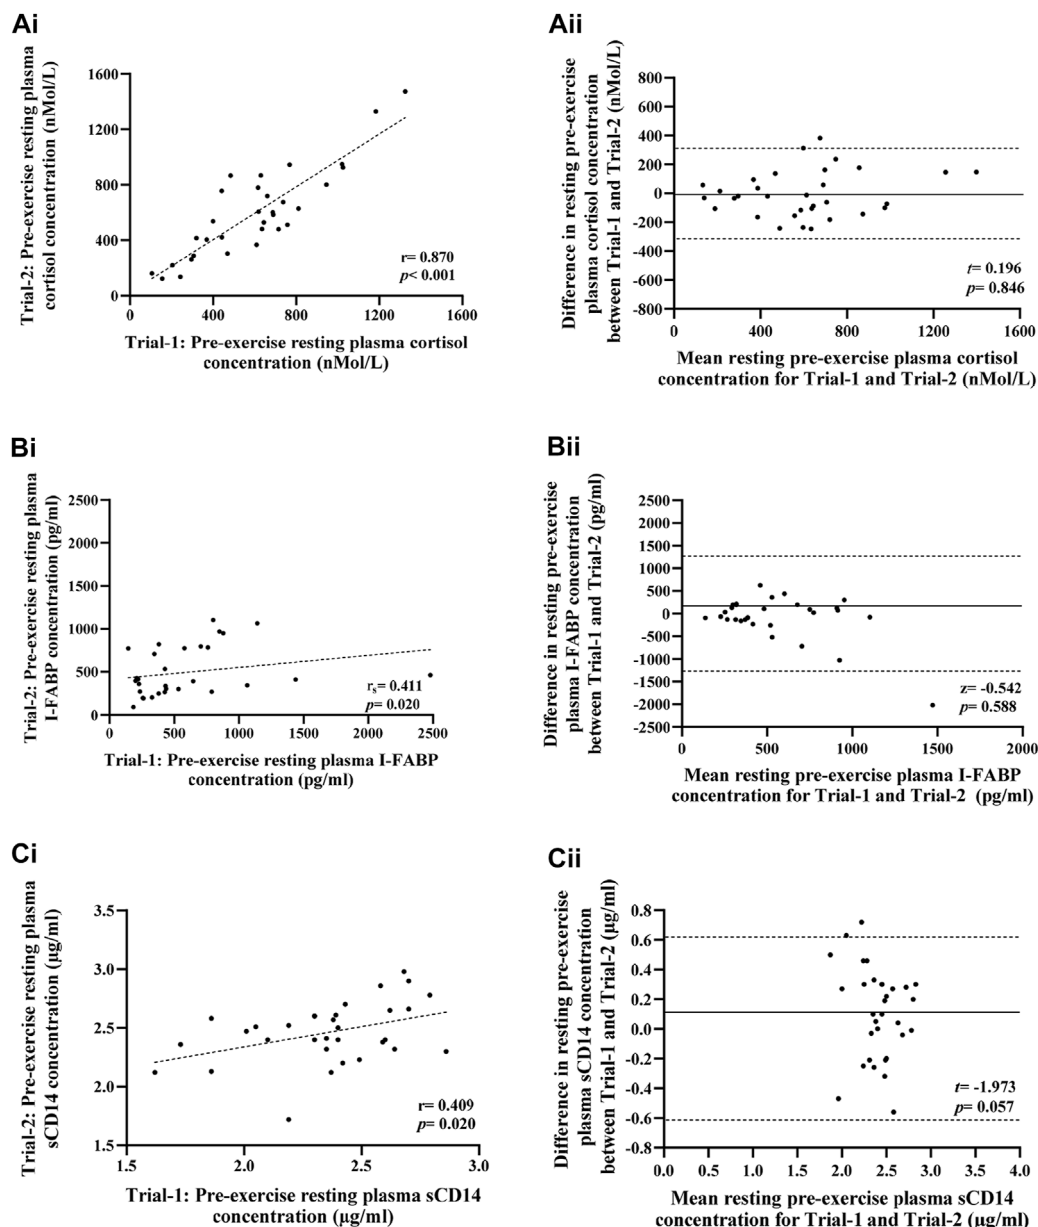 Ai
Trial-2: Pre-exercise resting plasma
cortisol concentration (nMol/L)
1600
1200
800
400
0
0
400
800
1200
1600
r= 0.870
p< 0.001
Trial-1: Pre-exercise resting plasma cortisol
concentration (nMol/L)
Aii
Difference in resting pre-exercise
plasma cortisol concentration
between Trial-1 and Trial-2 (nMol/L)
800
600
400
200
0
-200
-400
-600
-800
0
400
800
1200
1600
t= 0.196
p= 0.846
Mean resting pre-exercise plasma cortisol
concentration for Trial-1 and Trial-2 (nMol/L)
Bi
Trial-2: Pre-exercise resting plasma
I-FABP concentration (pg/ml)
2500
2000
1500
1000
500
0
0
500
1000
1500
2000
2500
rs= 0.411
p= 0.020
Trial-1: Pre-exercise resting plasma I-FABP
concentration (pg/ml)
Bii
Difference in resting pre-exercise
plasma I-FABP concentration
between Trial-1 and Trial-2 (pg/ml)
2500
2000
1500
1000
500
0
-500
-1000
-1500
-2000
-2500
0
500
1000
1500
2000
z= -0.542
p= 0.588
Mean resting pre-exercise plasma I-FABP
concentration for Trial-1 and Trial-2 (pg/ml)
Ci
Trial-2: Pre-exercise resting plasma
sCD14 concentration (µg/ml)
3.5
3.0
2.5
2.0
1.5
1.5
2.0
2.5
3.0
r= 0.409
p= 0.020
Trial-1: Pre-exercise resting plasma sCD14
concentration (µg/ml)
Cii
Difference in resting pre-exercise
plasma sCD14 concentration
between Trial-1 and Trial-2 (µg/ml)
0.8
0.6
0.4
0.2
0.0
-0.2
-0.4
-0.6
-0.8
0.0
0.5
1.0
1.5
2.0
2.5
3.0
3.5
4.0
t= -1.973
p= 0.057
Mean resting pre-exercise plasma sCD14
concentration for Trial-1 and Trial-2 (µg/ml)